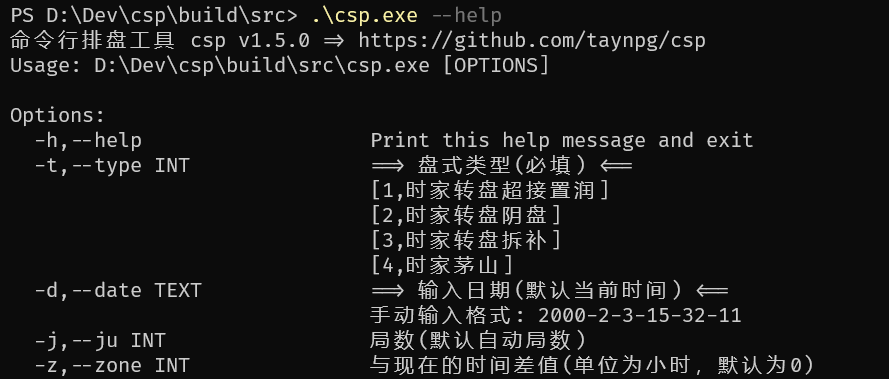 PS D:\Dev\csp\build\src> .\csp.exe --help
命令行排盘工具 csp v1.5.0 => https://github.com/taynpg/csp
Usage: D:\Dev\csp\build\src\csp.exe [OPTIONS]
Options:
-h,--help Print this help message and exit
-t,--type INT ==> 盘式类型(必填) <==
[1,时家转盘超接置润]
[2,时家转盘阴盘]
[3,时家转盘拆补]
[4,时家茅山]
-d,--date TEXT ==> 输入日期(默认当前时间) <==
手动输入格式: 2000-2-3-15-32-11
-j,--ju INT 局数(默认自动局数)
-z,--zone INT 与现在的时间差值(单位为小时, 默认为0)